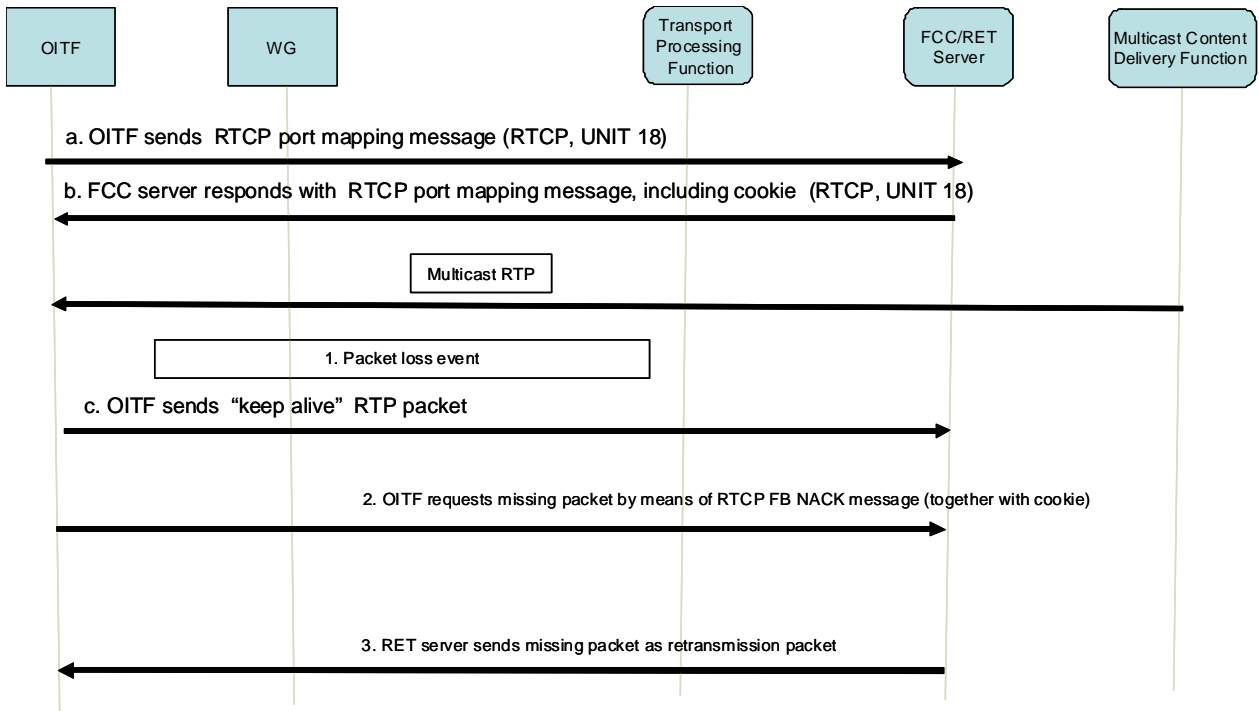 OITF
WG
Transport
Processing
Function
FCC/RET
Server
Multicast Content
Delivery Function
a. OITF sends RTCP port mapping message (RTCP, UNIT 18)
b. FCC server responds with RTCP port mapping message, including cookie (RTCP, UNIT 18)
Multicast RTP
1. Packet loss event
c. OITF sends “keep alive” RTP packet
2. OITF requests missing packet by means of RTCP FB NACK message (together with cookie)
3. RET server sends missing packet as retransmission packet